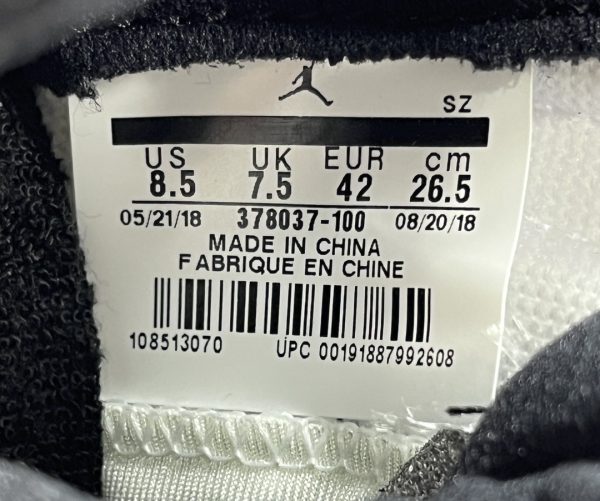 SZ
US UK EUR cm
8.5 7.5 42 26.5
05/21/18 378037-100 08/20/18
MADE IN CHINA
FABRIQUE EN CHINE
108513070 UPC 00191887992608